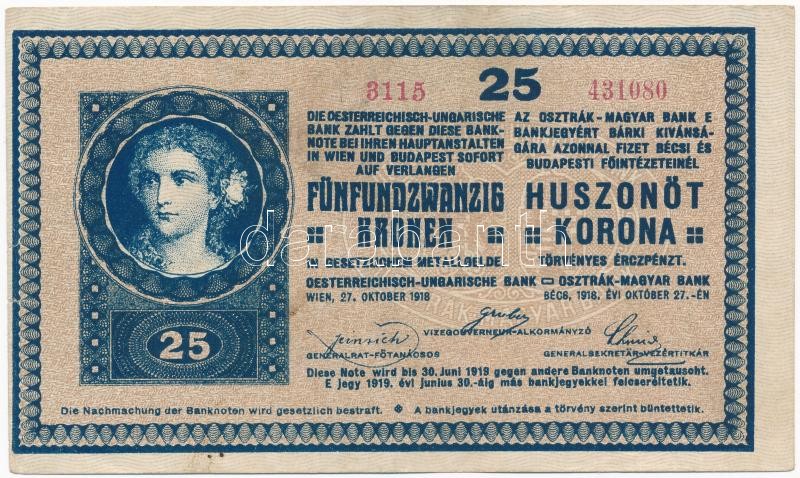 3115 25 431080
DIE OESTERREICHISCH-UNGARISCHE
BANK ZAHLT GEGEN DIESE BANK-
NOTE BEI IHREN HAUPTANSTALTEN
IN WIEN UND BUDAPEST SOFORT
AUF VERLANGEN
FÜNFUNDZWANZIG
KRONEN
IN GESETZLICHEM METALLGELDE.
OESTERREICHISCH-UNGARISCHE BANK
WIEN, 27. OKTOBER 1918
AZ OSZTRÁK-MAGYAR BANK E
BANKJEGYÉRT BÁRKI KIVÁNSÁ-
GÁRA AZONNAL FIZET BÉCSI ÉS
BUDAPESTI FŐINTÉZETEINÉL
HUSZONÖT
KORONA
TÖRVÉNYES ÉRCZPÉNZT.
OSZTRÁK-MAGYAR BANK
BÉCS, 1918. ÉVI OKTÓBER 27.-ÉN
darabanth
Gruber
VIZEGOUVERNEUR-ALKORMÁNYZÓ
GENERALRAT-FŐTANÁCSOS
GENERALSEKRETÄR-VEZÉRTITKÁR
25
Diese Note wird bis 30. Juni 1919 gegen andere Banknoten umgetauscht.
E jegy 1919. évi junius 30.-áig más bankjegyekkel felcseréltetik.
Die Nachmachung der Banknoten wird gesetzlich bestraft. A bankjegyek utánzása a törvény szerint büntettetik.